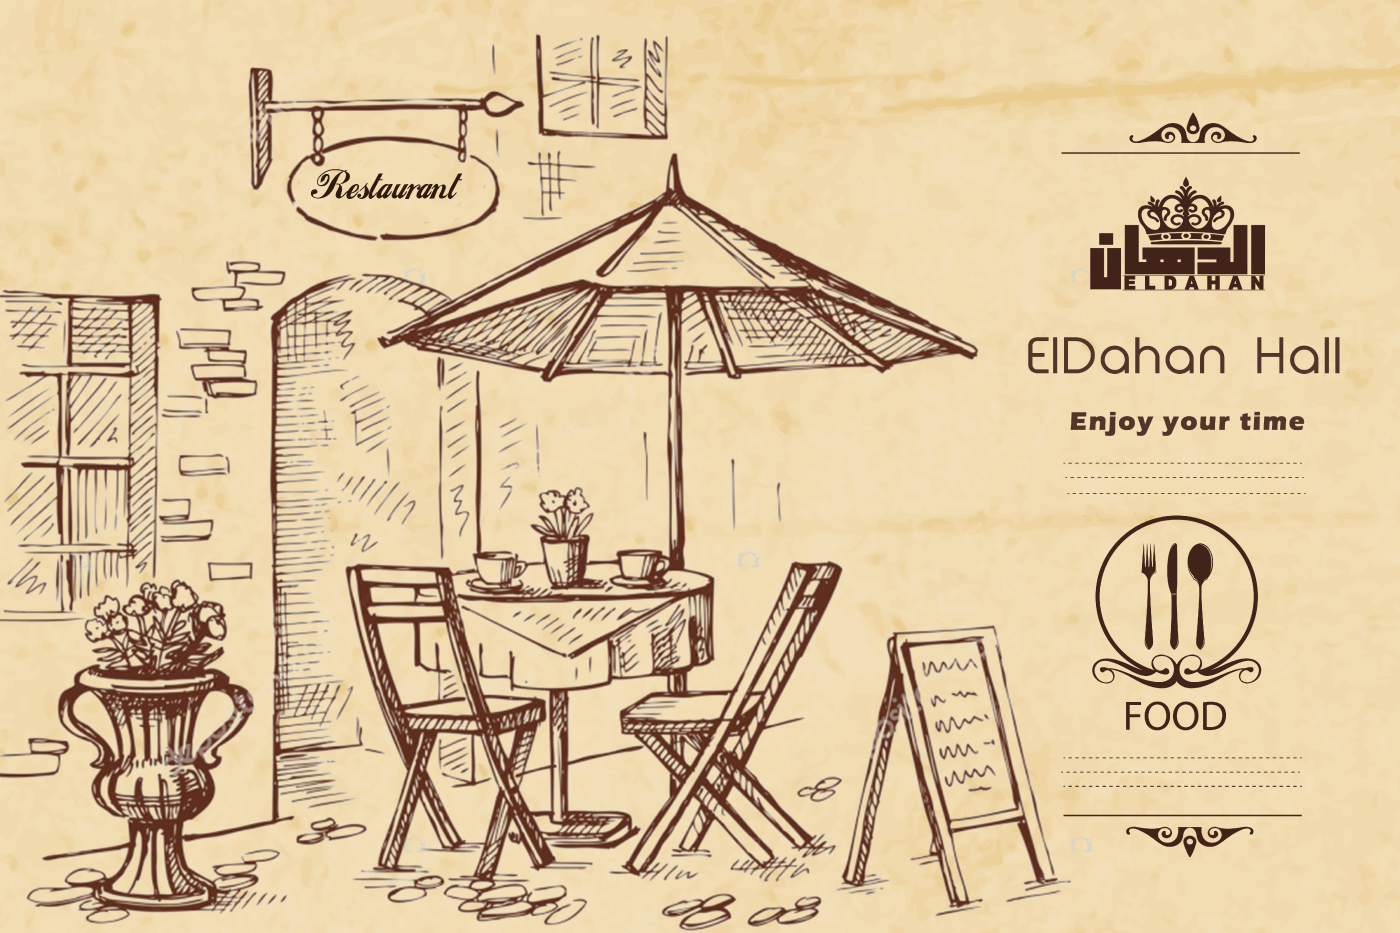 Restaurant
الدهان
ELDAHAN
ElDahan Hall
Enjoy your time
FOOD